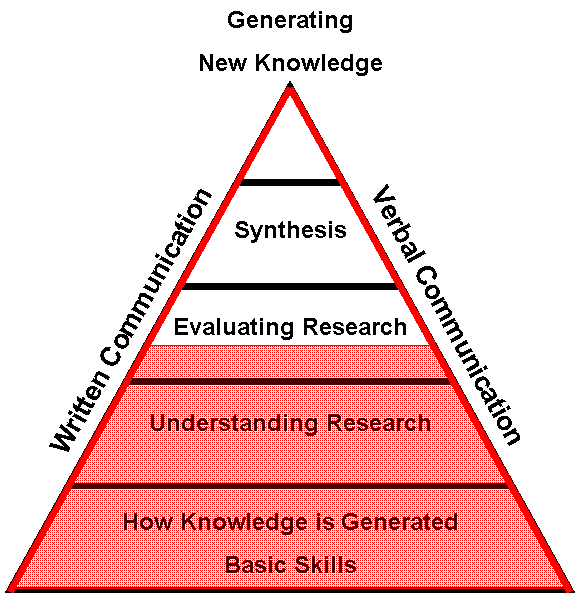 Generating
New Knowledge
Written Communication
Verbal Communication
Synthesis
Evaluating Research
Understanding Research
How Knowledge is Generated
Basic Skills